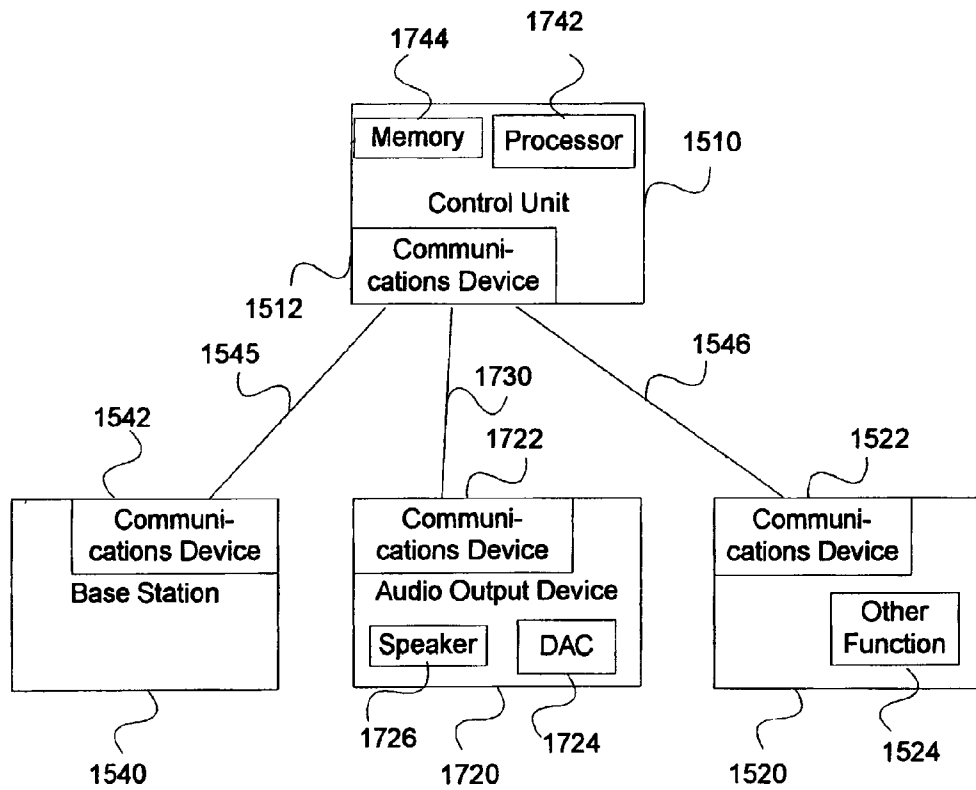 1744
1742
Memory
Processor
1510
Control Unit
Communi-
cations Device
1512
1545
1730
1546
1542
1722
1522
Communi-
cations Device
Base Station
Communi-
cations Device
Audio Output Device
Speaker
DAC
Communi-
cations Device
Other
Function
1540
1726
1720
1724
1520
1524